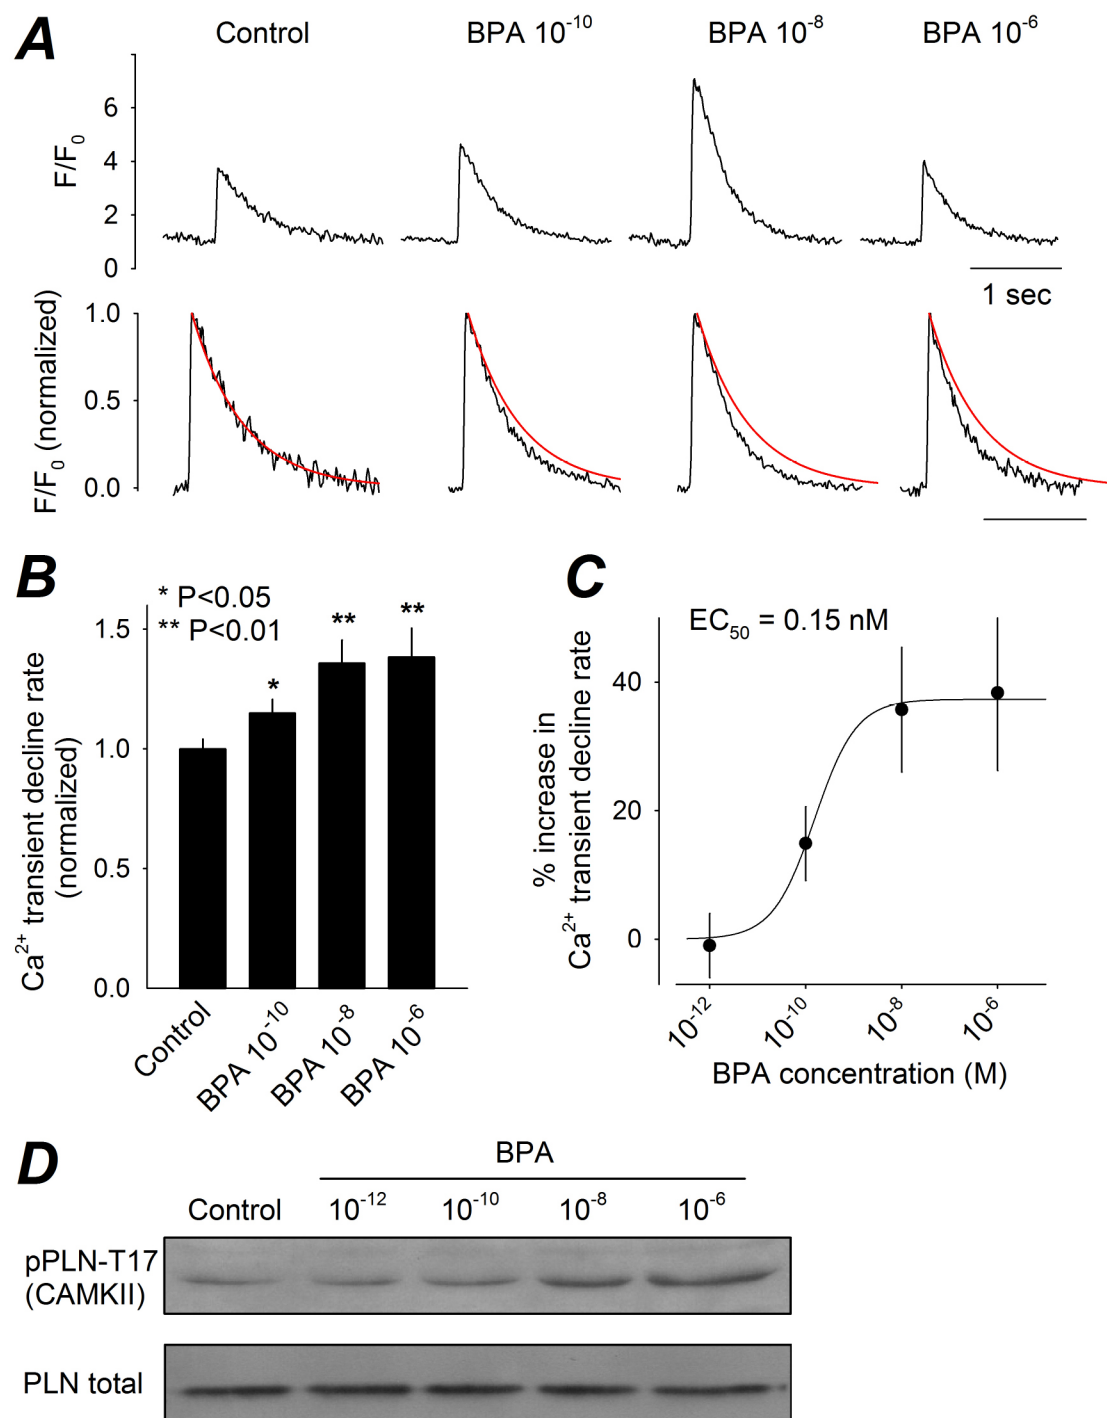 A
Control
BPA 10⁻¹⁰
BPA 10⁻⁸
BPA 10⁻⁶
F/F₀
6
4
2
0
1 sec
F/F₀ (normalized)
1.0
0.5
0.0
B
* P<0.05
** P<0.01
Ca²⁺ transient decline rate
(normalized)
1.5
1.0
0.5
0.0
*
**
**
Control
BPA 10⁻¹⁰
BPA 10⁻⁸
BPA 10⁻⁶
C
EC₅₀ = 0.15 nM
% increase in
Ca²⁺ transient decline rate
40
20
0
10⁻¹²
10⁻¹⁰
10⁻⁸
10⁻⁶
BPA concentration (M)
D
BPA
Control
10⁻¹²
10⁻¹⁰
10⁻⁸
10⁻⁶
pPLN-T17
(CAMKII)
PLN total